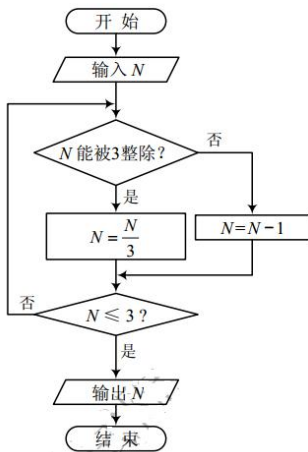 开 始
输入 N
N 能被3整除?
否
是
N = N/3
N=N-1
否
N ≤ 3 ?
是
输出 N
结 束